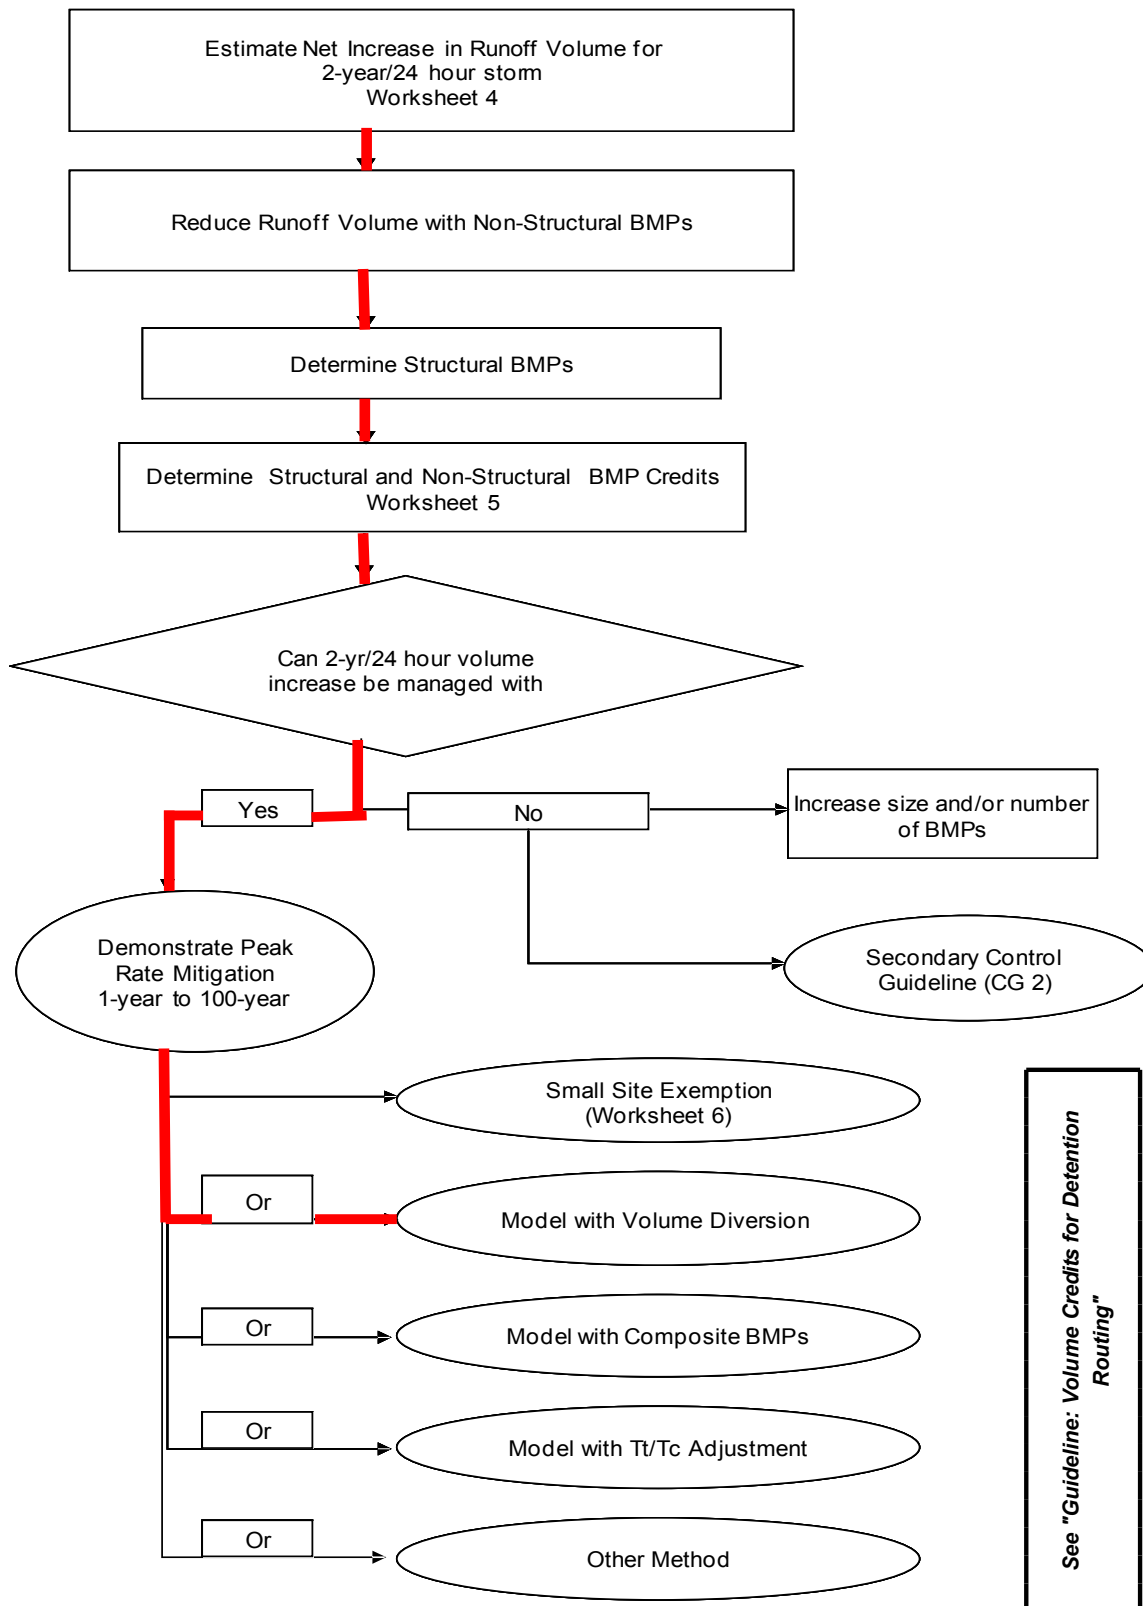 Estimate Net Increase in Runoff Volume for
2-year/24 hour storm
Worksheet 4
Reduce Runoff Volume with Non-Structural BMPs
Determine Structural BMPs
Determine Structural and Non-Structural BMP Credits
Worksheet 5
Can 2-yr/24 hour volume
increase be managed with
Yes
No
Increase size and/or number
of BMPs
Demonstrate Peak
Rate Mitigation
1-year to 100-year
Secondary Control
Guideline (CG 2)
Small Site Exemption
(Worksheet 6)
Or
Model with Volume Diversion
Or
Model with Composite BMPs
Or
Model with Tt/Tc Adjustment
Or
Other Method
See "Guideline: Volume Credits for Detention
Routing"